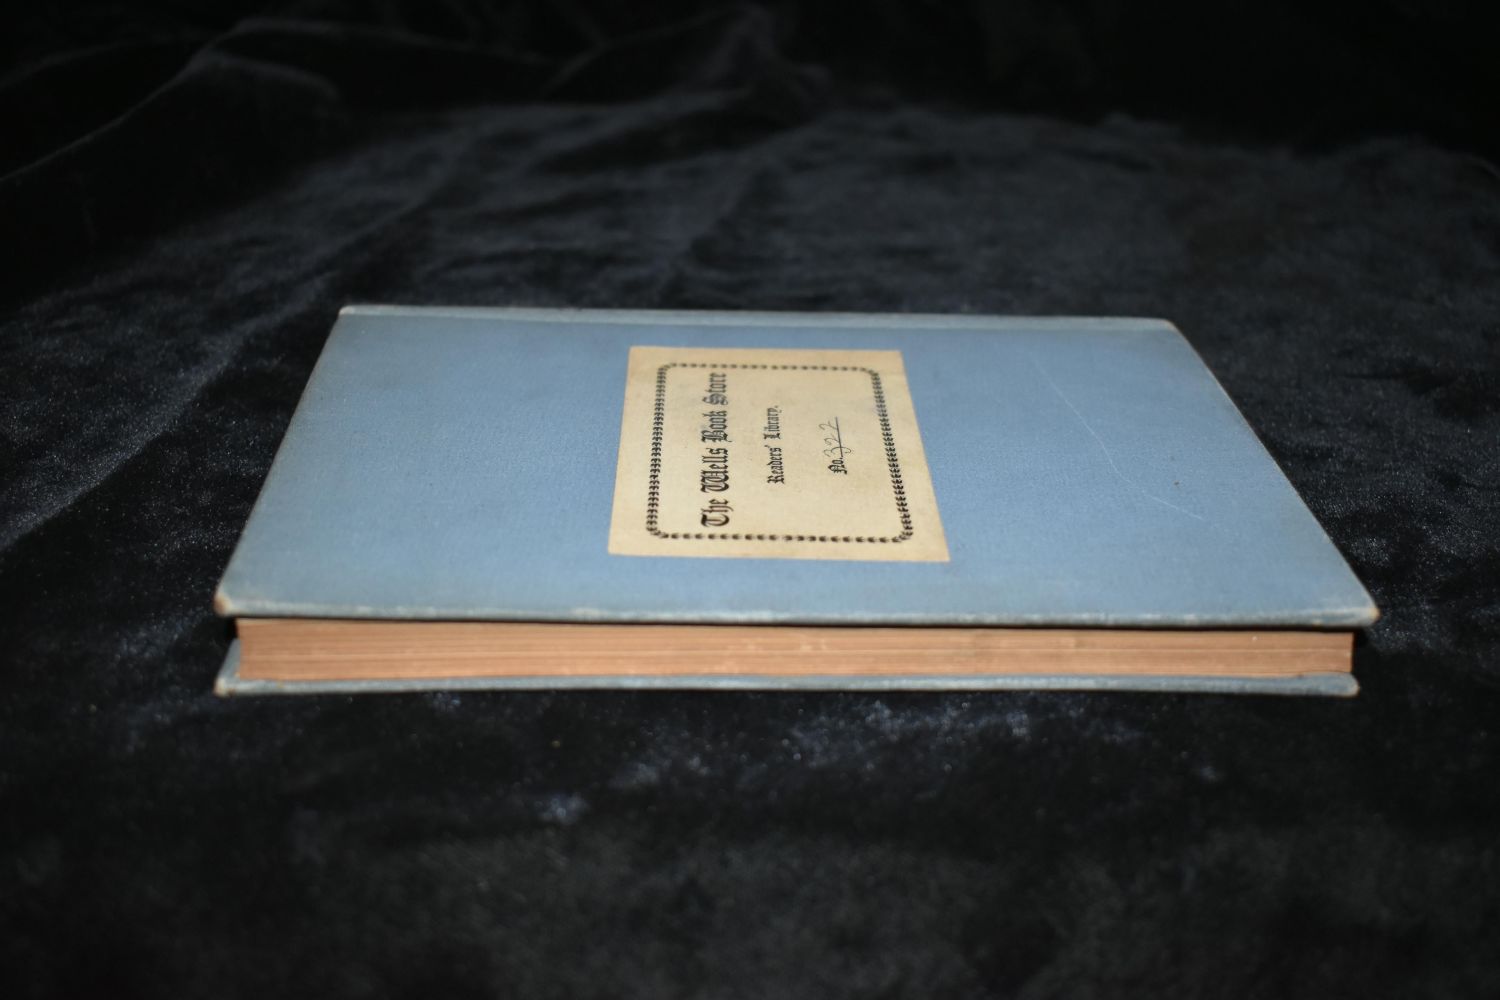 The Wells Book Store
Readers' Library.
No. 322